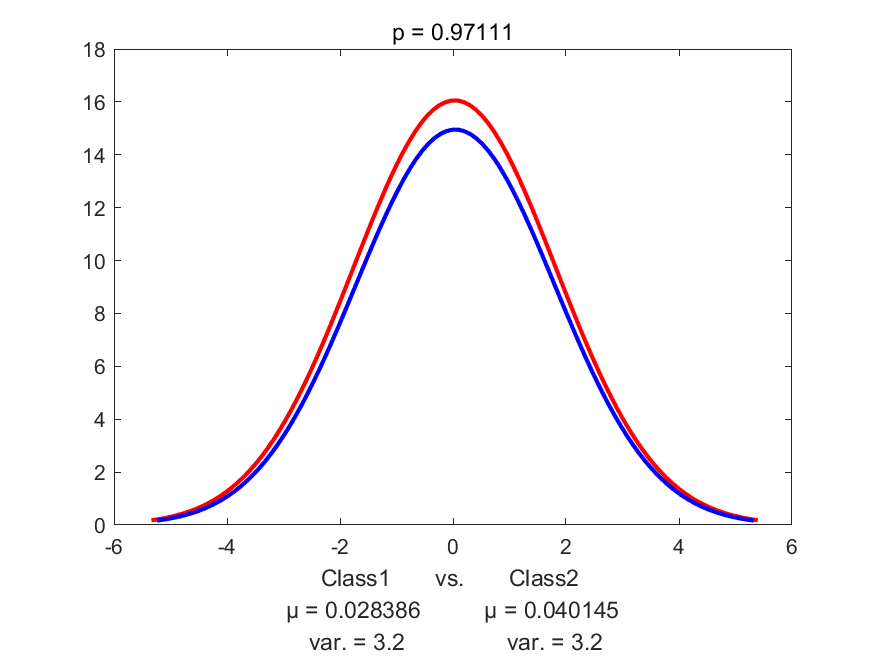 p = 0.97111
18
16
14
12
10
8
6
4
2
0
-6 -4 -2 0 2 4 6
Class1 vs. Class2
μ = 0.028386 μ = 0.040145
var. = 3.2 var. = 3.2